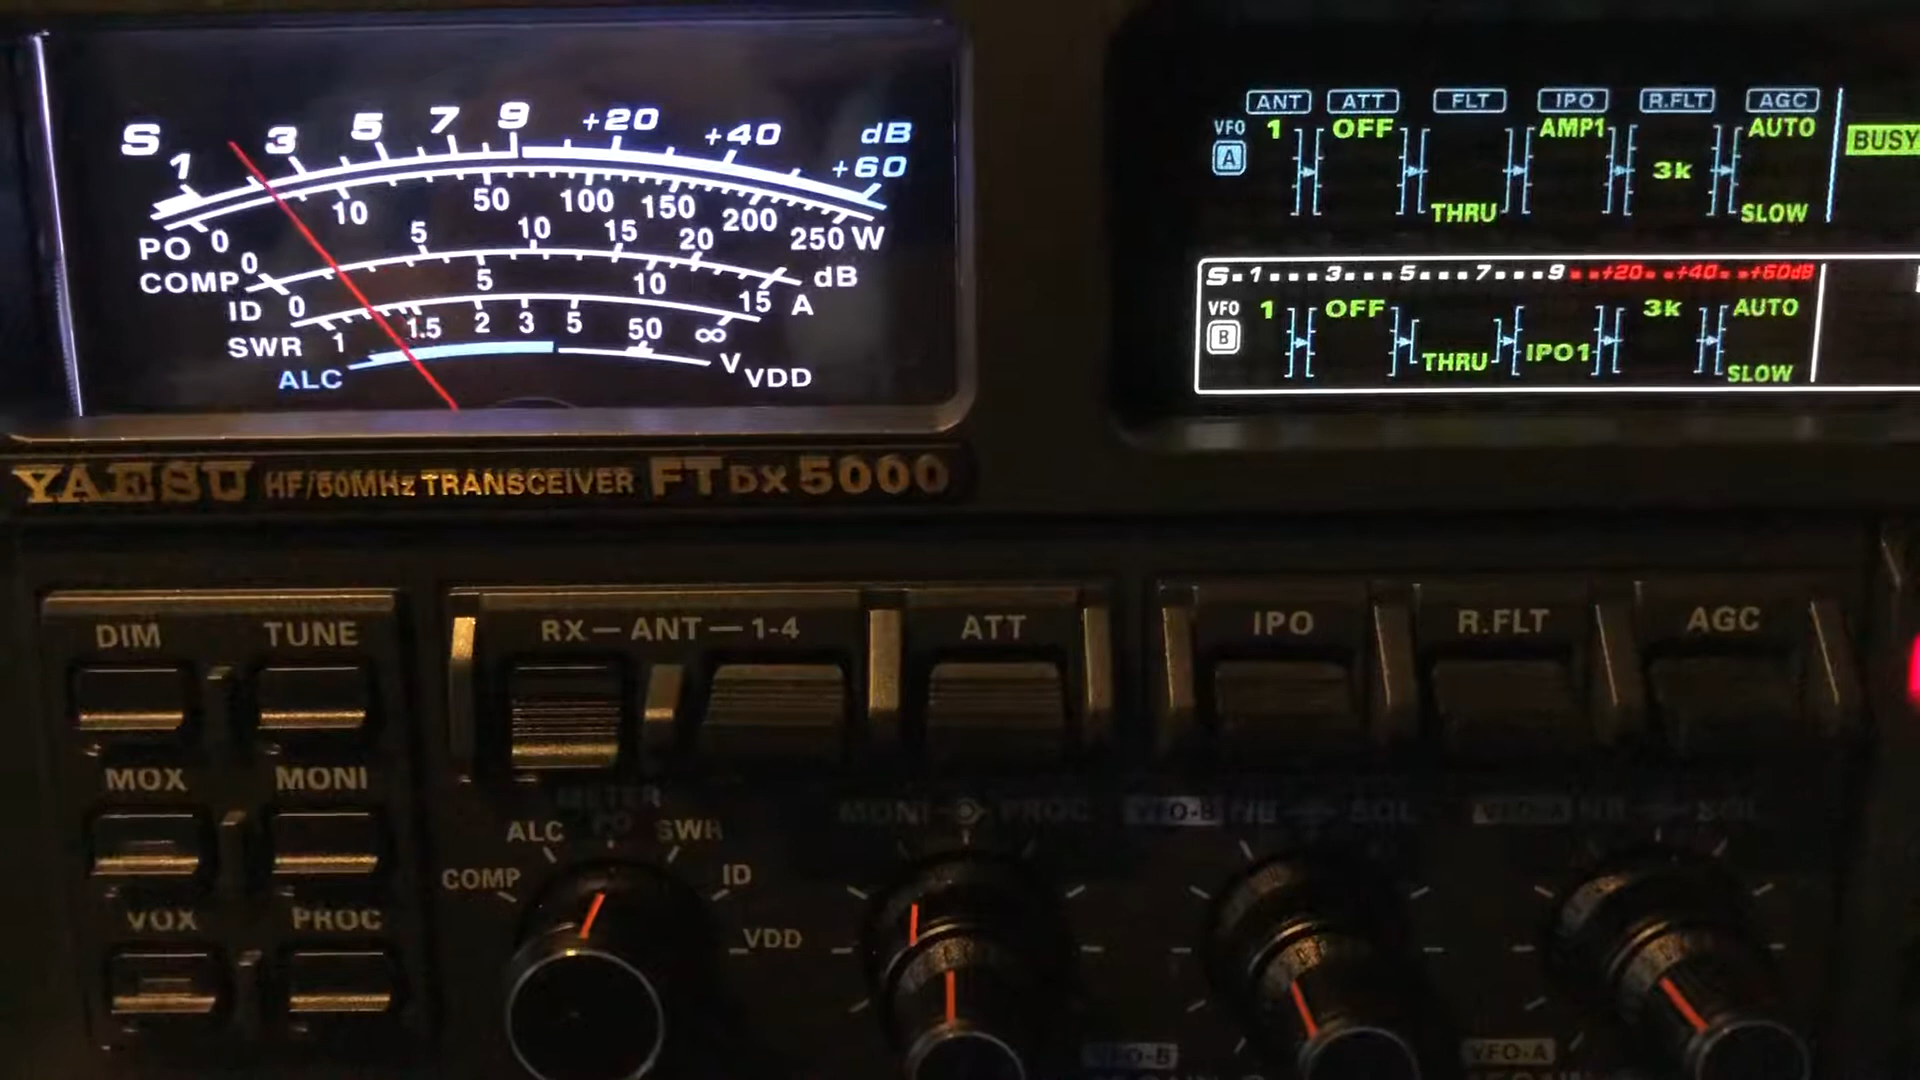 S 1 3 5 7 9 +20 +40 +60 dB
PO 0 10 50 100 150 200 250 W
COMP 0 5 10 15 20 dB
ID 0 5 10 15 A
SWR 1 1.5 2 3 5 50 ∞
ALC V VDD
YAESU HF/50MHz TRANSCEIVER FTDX5000
ANT ATT FLT IPO R.FLT AGC
VFO A 1 OFF THRU AMP1 3k AUTO SLOW BUSY
S 1 3 5 7 9 +20 +40 +60dB
VFO B 1 OFF THRU IPO1 3k AUTO SLOW
DIM TUNE
MOX MONI
VOX PROC
RX-ANT-1-4 ATT IPO R.FLT AGC
METER
COMP ALC PO SWR ID VDD
MONI PROC
VFO-B NB SQL
VFO-A NR SQL
VFO-B
VFO-A